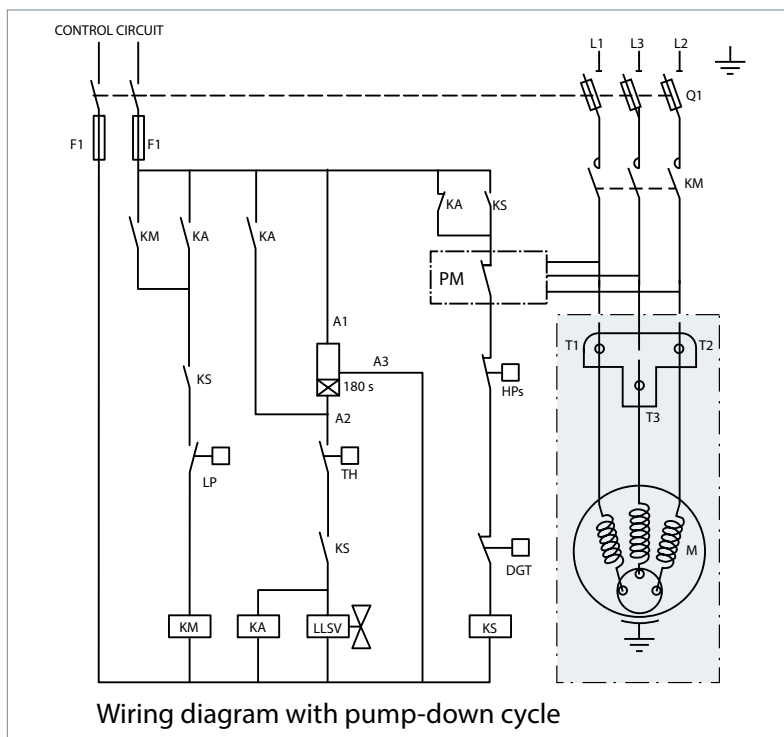 CONTROL CIRCUIT
L1 L3 L2
Q1
F1 F1
KM
KA KS
KM KA KA
PM
A1
T1 T2
A3
180 s
KS HPs
A2 T3
LP TH
KS M
DGT
KM KA LLSV KS
Wiring diagram with pump-down cycle